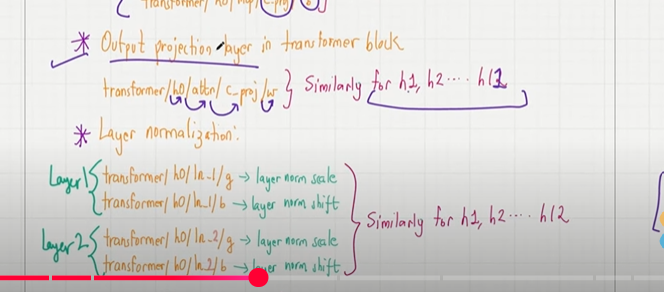 transformer/ h0/ mlp/ c_proj/ b
* Output projection layer in transformer block
transformer/h0/attn/ c_proj/w } Similarly for h1, h2.... h12
* Layer normalization:
Layer 1 { transformer/ h0/ ln_1/g → layer norm scale
transformer/ h0/ ln_1/b → layer norm shift
Similarly for h1, h2.... h12
Layer 2 { transformer/ h0/ ln_2/g → layer norm scale
transformer/ h0/ ln_2/b → layer norm shift